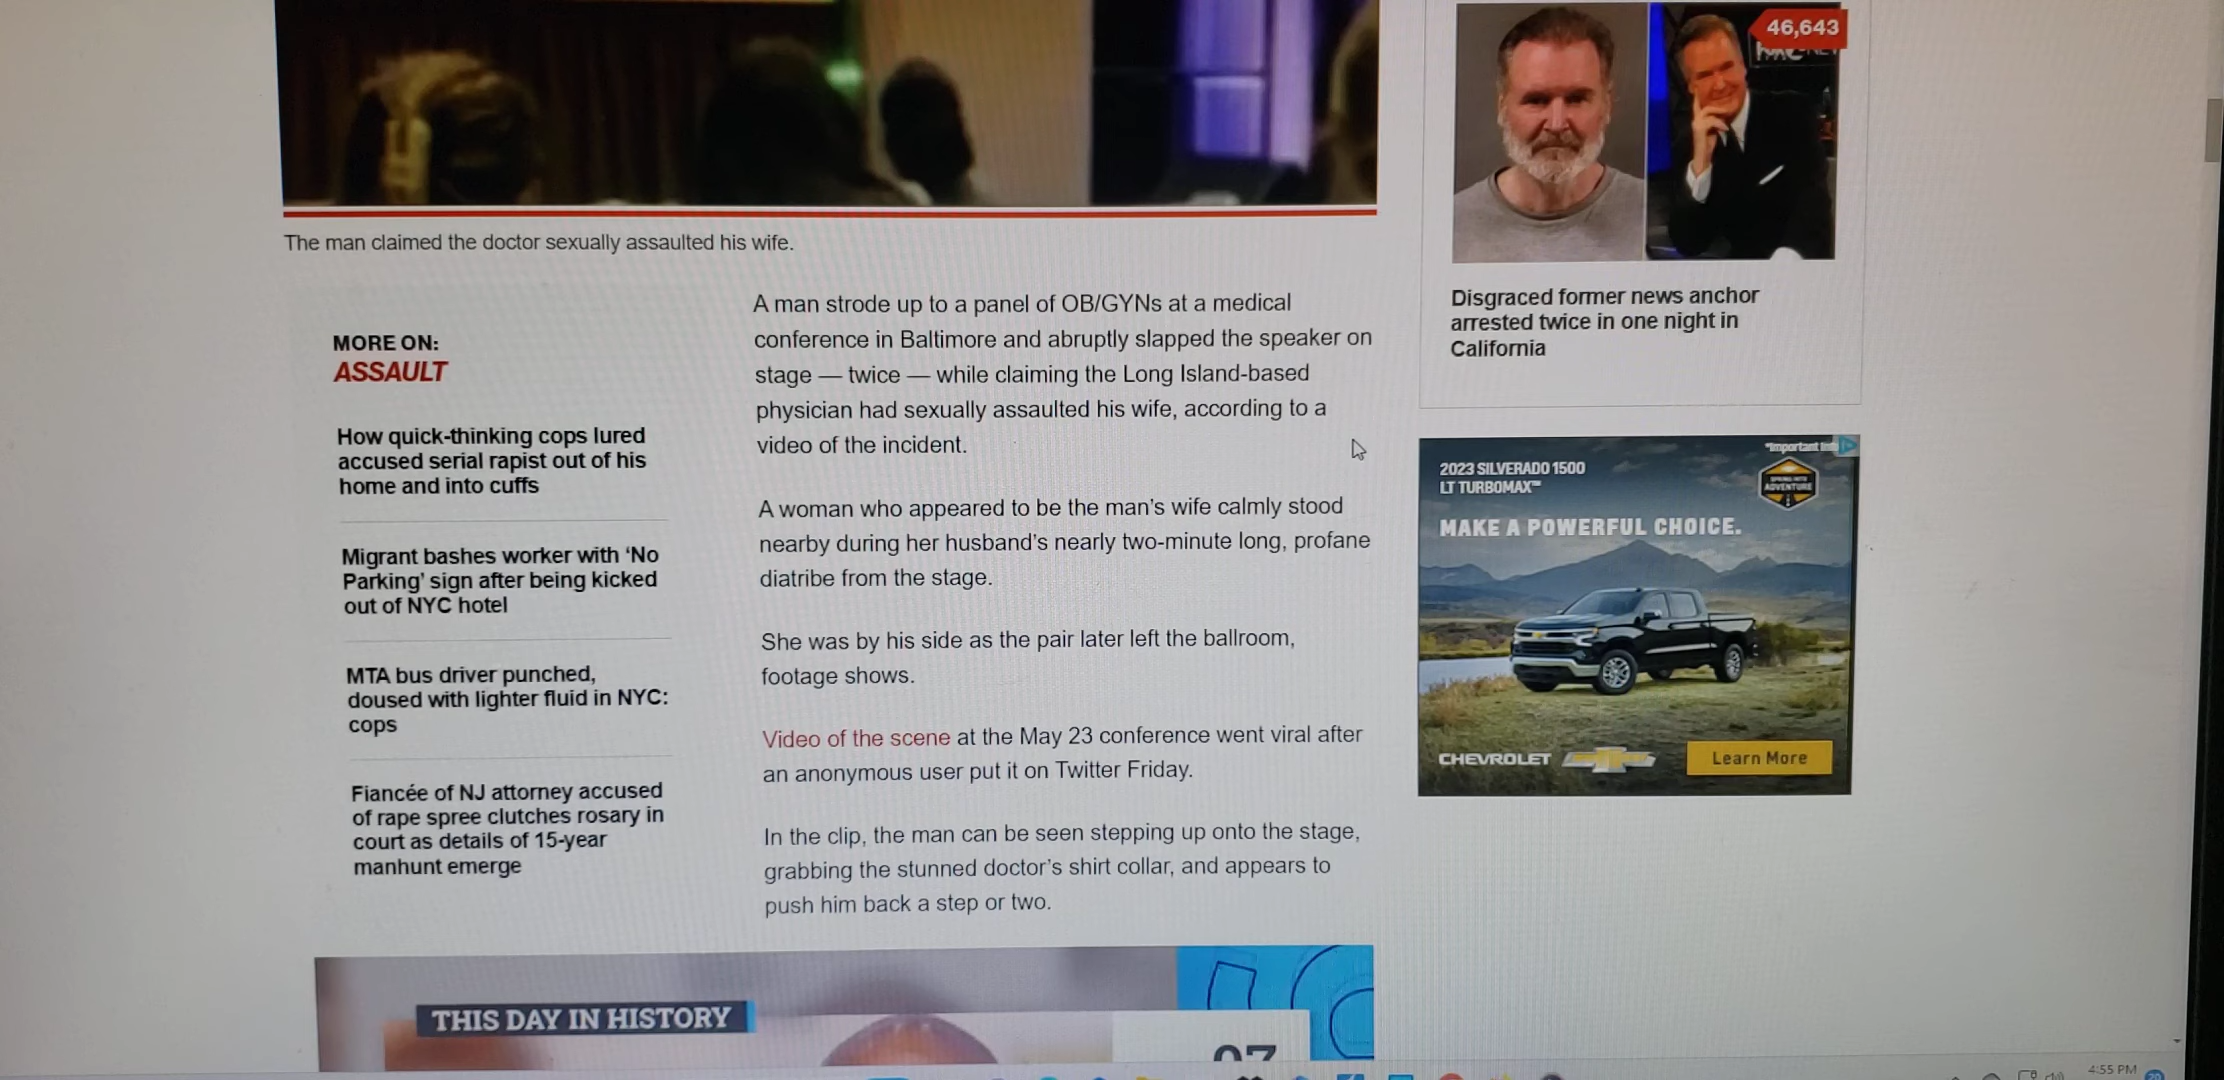 The man claimed the doctor sexually assaulted his wife.
MORE ON:
ASSAULT
How quick-thinking cops lured
accused serial rapist out of his
home and into cuffs
Migrant bashes worker with ‘No
Parking’ sign after being kicked
out of NYC hotel
MTA bus driver punched,
doused with lighter fluid in NYC:
cops
Fiancée of NJ attorney accused
of rape spree clutches rosary in
court as details of 15-year
manhunt emerge
A man strode up to a panel of OB/GYNs at a medical
conference in Baltimore and abruptly slapped the speaker on
stage — twice — while claiming the Long Island-based
physician had sexually assaulted his wife, according to a
video of the incident.
A woman who appeared to be the man’s wife calmly stood
nearby during her husband’s nearly two-minute long, profane
diatribe from the stage.
She was by his side as the pair later left the ballroom,
footage shows.
Video of the scene at the May 23 conference went viral after
an anonymous user put it on Twitter Friday.
In the clip, the man can be seen stepping up onto the stage,
grabbing the stunned doctor’s shirt collar, and appears to
push him back a step or two.
THIS DAY IN HISTORY
07
46,643
Disgraced former news anchor
arrested twice in one night in
California
*Important
2023 SILVERADO 1500
LT TURBOMAX™
ADVENTURE
MAKE A POWERFUL CHOICE.
CHEVROLET
Learn More
4:55 PM
20